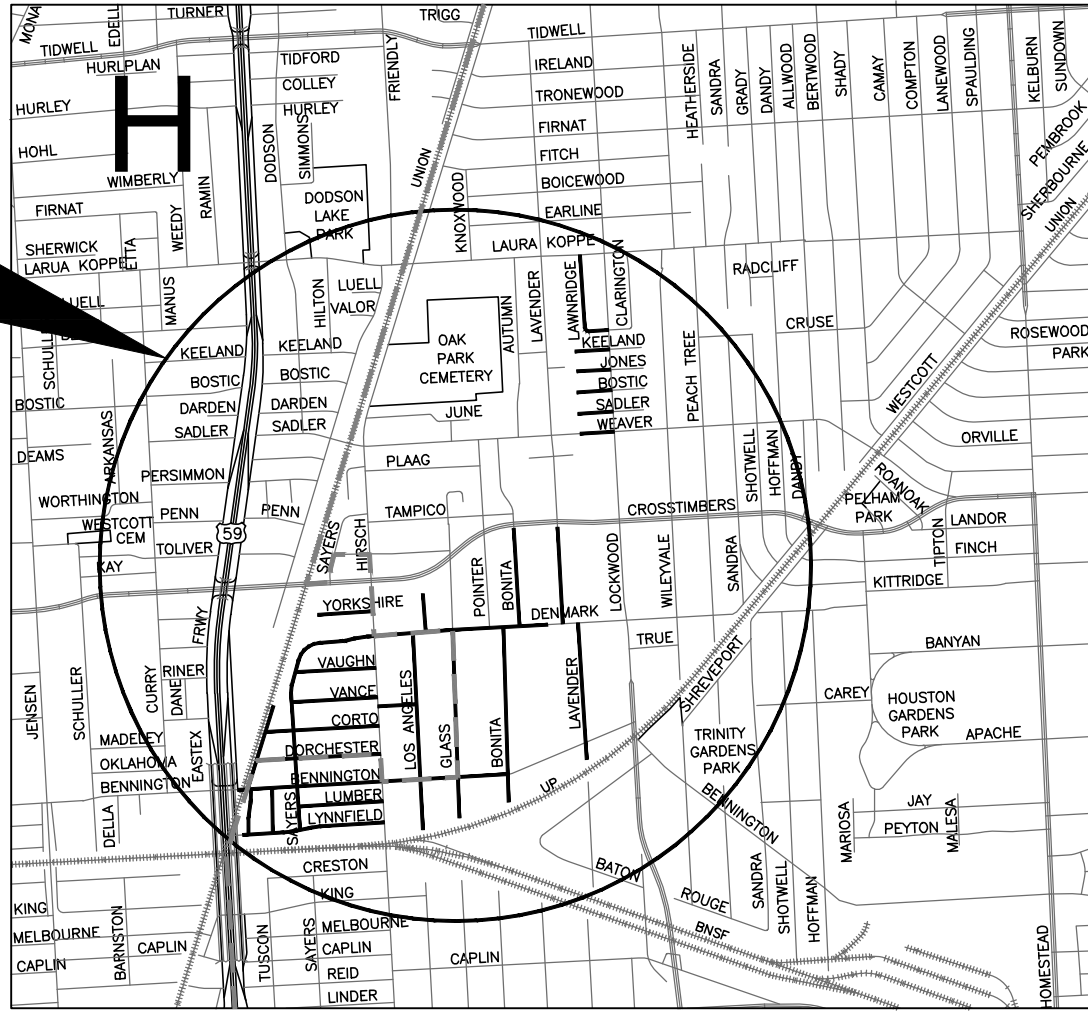 MONA
EDELL
TURNER
TRIGG
TIDWELL
TIDWELL
HURLPLAN
TIDFORD
IRELAND
COLLEY
HURLEY
HURLEY
TRONEWOOD
H
FRIENDLY
HEATHERSIDE
SANDRA
GRADY
DANDY
ALLWOOD
BERTWOOD
SHADY
CAMAY
COMPTON
LANEWOOD
SPAULDING
KELBURN
SUNDOWN
PEMBROOK
SHERBOURNE
UNION
HOHL
DODSON
SIMMONS
UNION
FIRNAT
FITCH
WIMBERLY
BOICEWOOD
RAMIN
DODSON
LAKE
PARK
KNOXWOOD
FIRNAT
WEEDY
EARLINE
SHERWICK
ETTA
LAURA KOPPE
LARUA KOPPE
LUELL
MANUS
HILTON
LUELL
VALOR
AUTUMN
LAVENDER
LAWNRIDGE
CLARINGTON
RADCLIFF
CRUSE
ROSEWOOD
PARK
SCHULL
KEELAND
KEELAND
OAK
PARK
CEMETERY
KEELAND
JONES
PEACH TREE
WESTCOTT
BOSTIC
BOSTIC
BOSTIC
BOSTIC
DARDEN
DARDEN
JUNE
SADLER
SADLER
SADLER
WEAVER
ORVILLE
DEAMS
ARKANSAS
PERSIMMON
PLAAG
SHOTWELL
HOFFMAN
DANDY
ROANOAK
WORTHINGTON
PENN
PENN
TAMPICO
CROSSTIMBERS
PELHAM
PARK
LANDOR
WESTCOTT
CEM
59
SAYERS
HIRSCH
TIPTON
TOLIVER
FINCH
KAY
POINTER
BONITA
LOCKWOOD
WILEYVALE
SANDRA
KITTRIDGE
YORKSHIRE
DENMARK
FRWY
TRUE
BANYAN
JENSEN
SCHULLER
CURRY
DANE
RINER
VAUGHN
VANCE
LOS ANGELES
GLASS
BONITA
LAVENDER
SHREVEPORT
CAREY
HOUSTON
GARDENS
PARK
CORTO
MADELEY
EASTEX
DORCHESTER
TRINITY
GARDENS
PARK
APACHE
OKLAHOMA
BENNINGTON
BENNINGTON
UP
BENNINGTON
LUMBER
DELLA
SAYERS
LYNNFIELD
MARIOSA
JAY
PEYTON
MALESA
CRESTON
BATON
ROUGE
SANDRA
SHOTWELL
HOFFMAN
KING
KING
MELBOURNE
BARNSTON
MELBOURNE
BNSF
CAPLIN
CAPLIN
TUSCON
SAYERS
CAPLIN
CAPLIN
REID
LINDER
HOMESTEAD